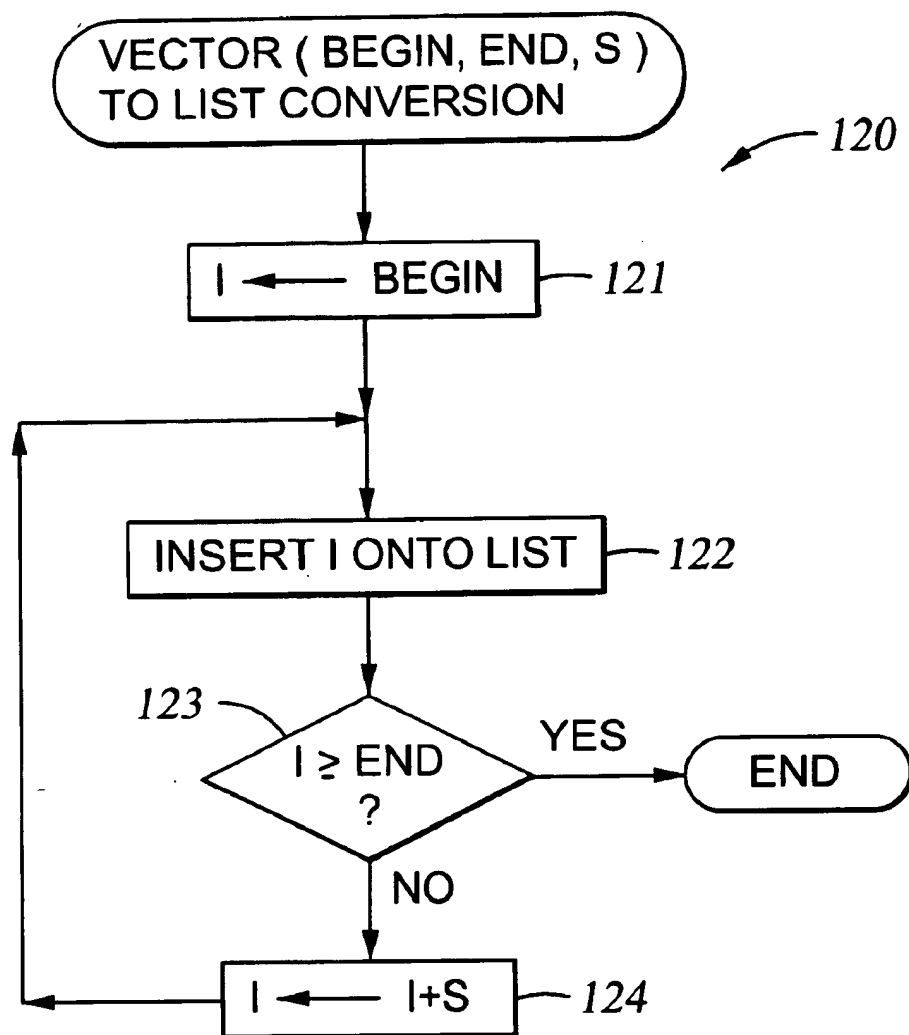 VECTOR ( BEGIN, END, S )
TO LIST CONVERSION
120
I ← BEGIN
121
INSERT I ONTO LIST
122
123
I ≥ END
?
YES
END
NO
I ← I+S
124